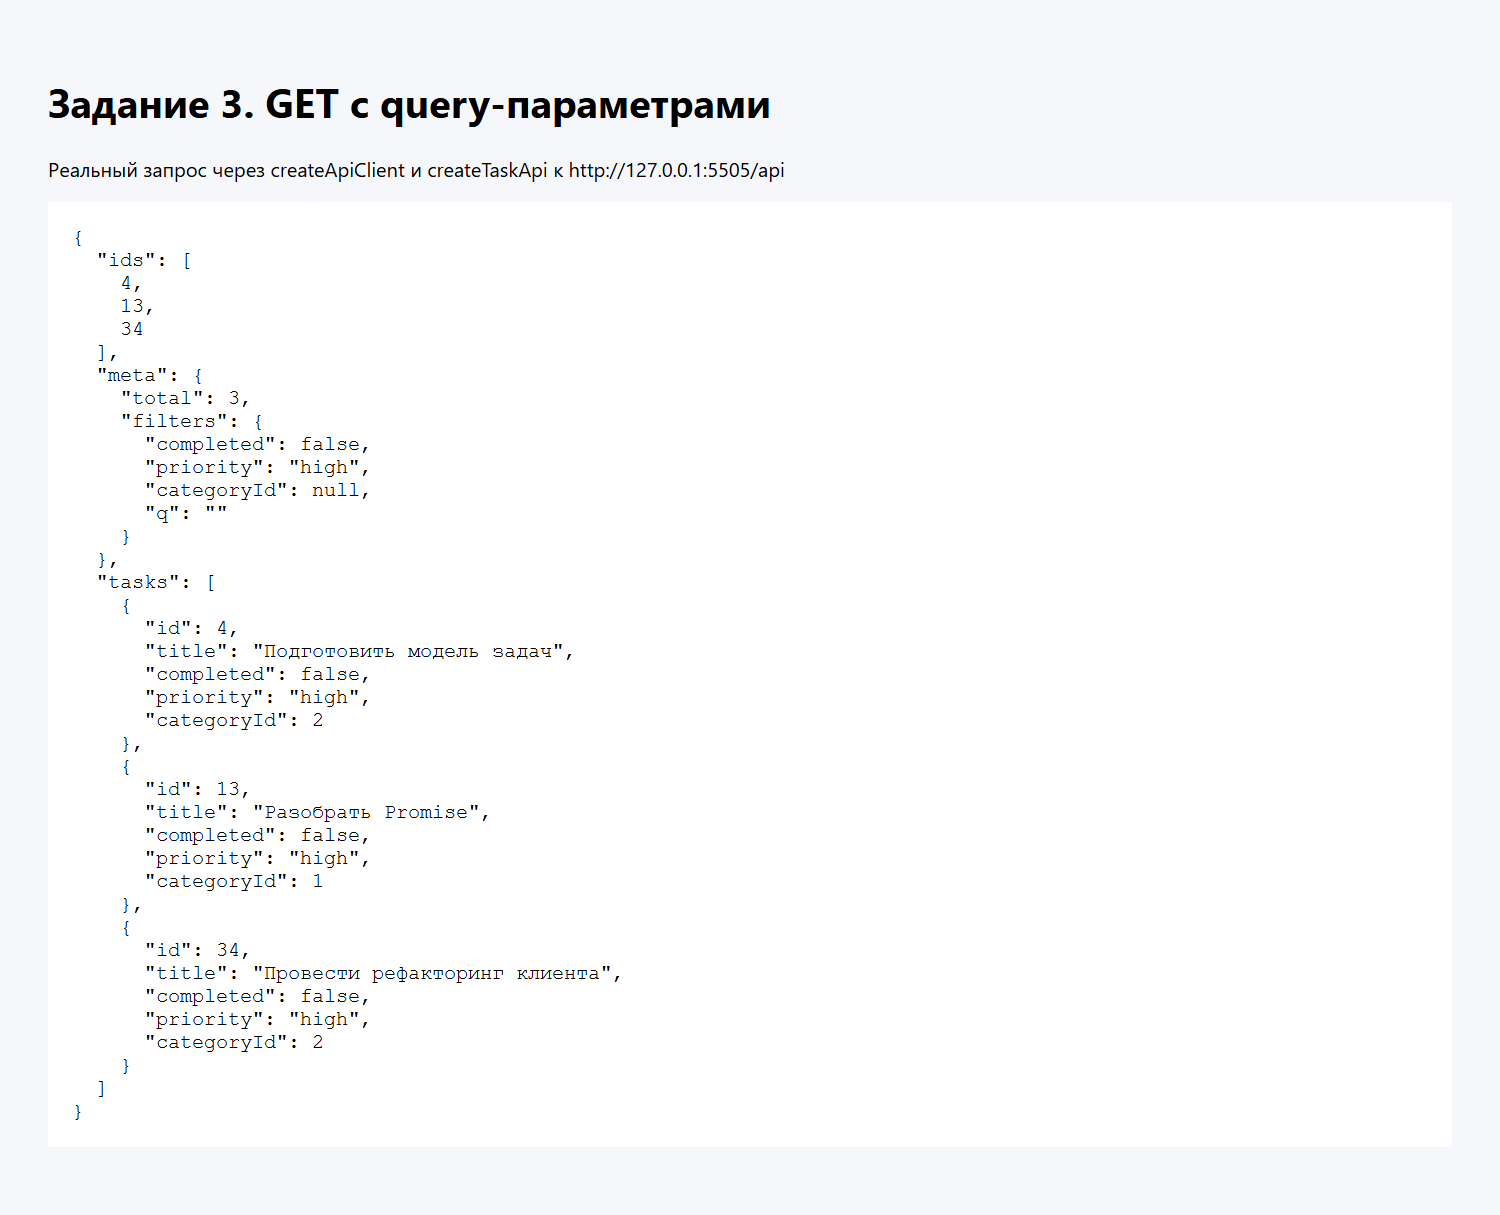 Задание 3. GET с query-параметрами
Реальный запрос через createApiClient и createTaskApi к http://127.0.0.1:5505/api
{
  "ids": [
    4,
    13,
    34
  ],
  "meta": {
    "total": 3,
    "filters": {
      "completed": false,
      "priority": "high",
      "categoryId": null,
      "q": ""
    }
  },
  "tasks": [
    {
      "id": 4,
      "title": "Подготовить модель задач",
      "completed": false,
      "priority": "high",
      "categoryId": 2
    },
    {
      "id": 13,
      "title": "Разобрать Promise",
      "completed": false,
      "priority": "high",
      "categoryId": 1
    },
    {
      "id": 34,
      "title": "Провести рефакторинг клиента",
      "completed": false,
      "priority": "high",
      "categoryId": 2
    }
  ]
}